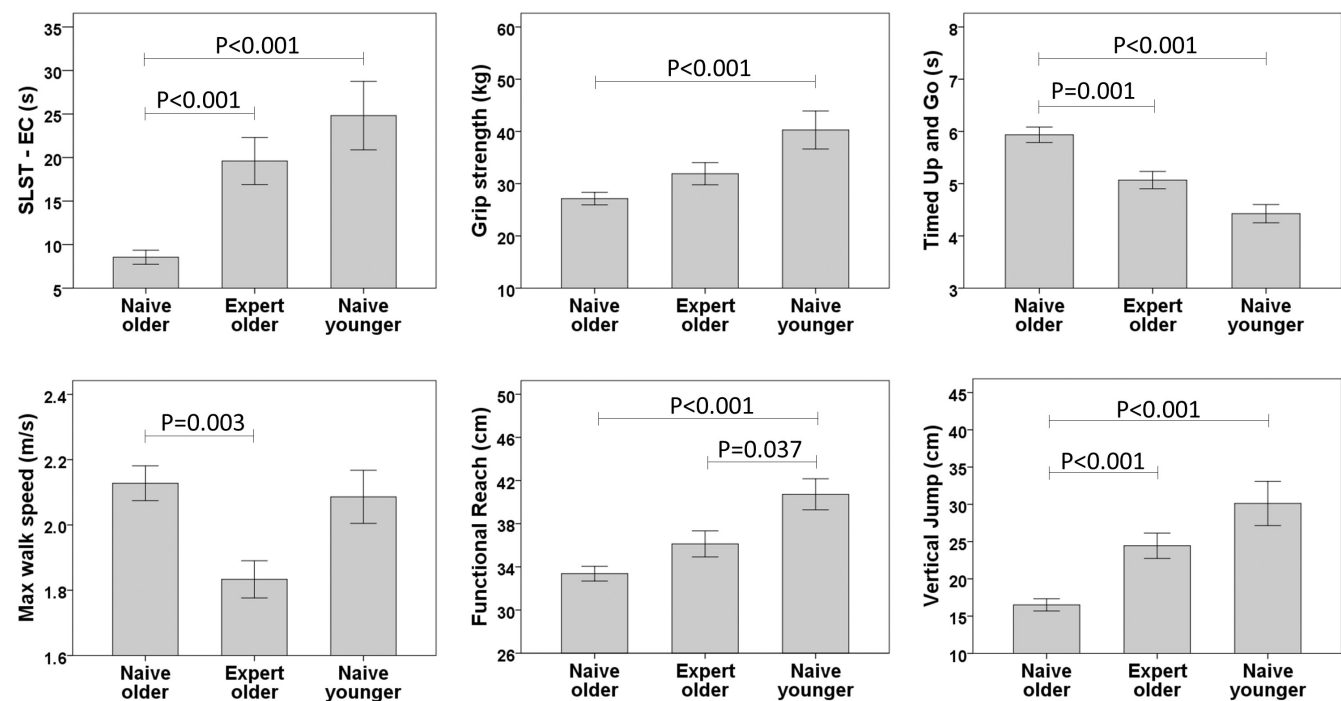 SLST - EC (s)
35
30
25
20
15
10
5
P<0.001
P<0.001
Naive
older
Expert
older
Naive
younger
Grip strength (kg)
60
50
40
30
20
10
P<0.001
Naive
older
Expert
older
Naive
younger
Timed Up and Go (s)
8
7
6
5
4
3
P<0.001
P=0.001
Naive
older
Expert
older
Naive
younger
Max walk speed (m/s)
2.4
2.2
2.0
1.8
1.6
P=0.003
Naive
older
Expert
older
Naive
younger
Functional Reach (cm)
50
46
42
38
34
30
26
P<0.001
P=0.037
Naive
older
Expert
older
Naive
younger
Vertical Jump (cm)
45
40
35
30
25
20
15
10
P<0.001
P<0.001
Naive
older
Expert
older
Naive
younger